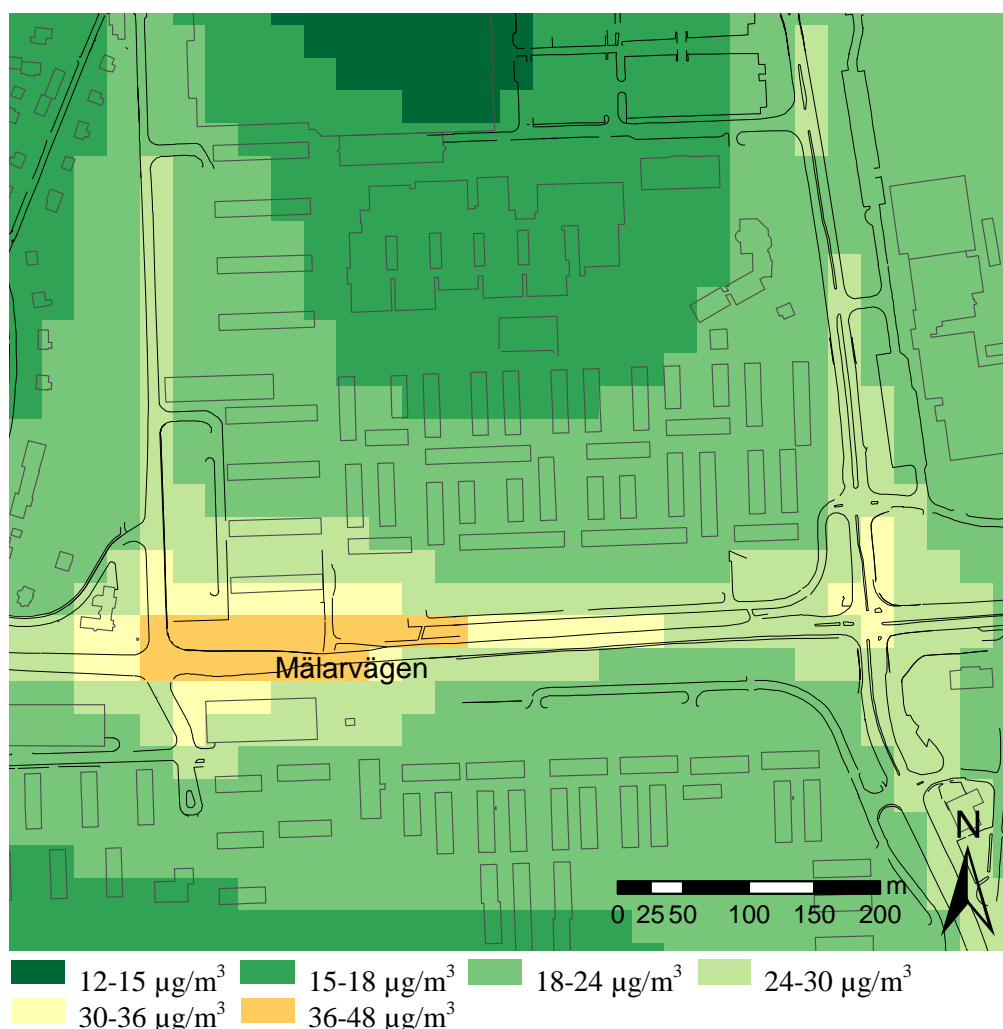 Mälarvägen
N
m
0 25 50 100 150 200
12-15 µg/m³ 15-18 µg/m³ 18-24 µg/m³ 24-30 µg/m³
30-36 µg/m³ 36-48 µg/m³